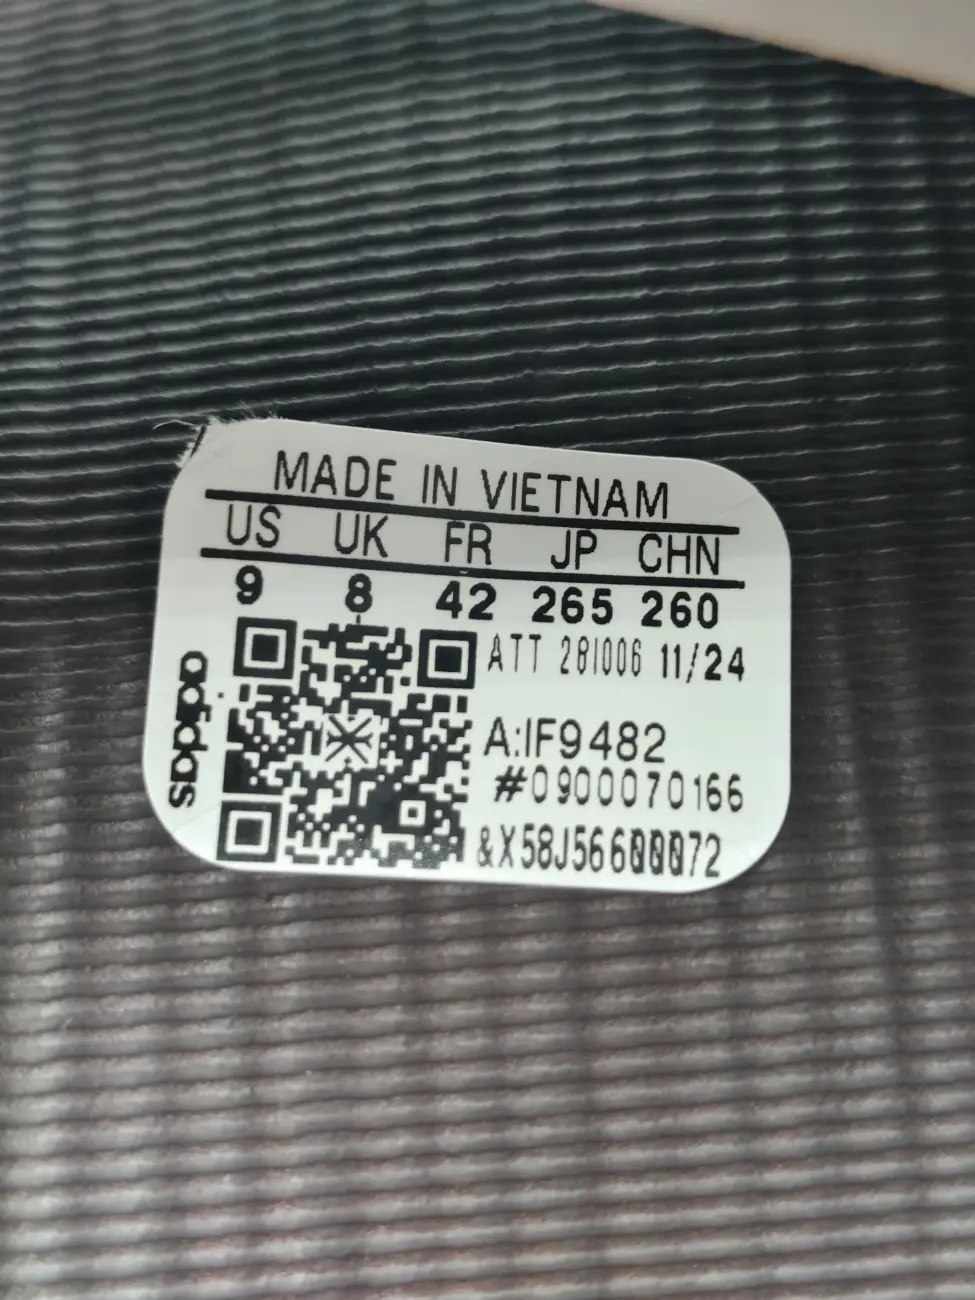 MADE IN VIETNAM
US UK FR JP CHN
9 8 42 265 260
ATT 281006 11/24
A:IF9482
#0900070166
&X58J56600072
adidas